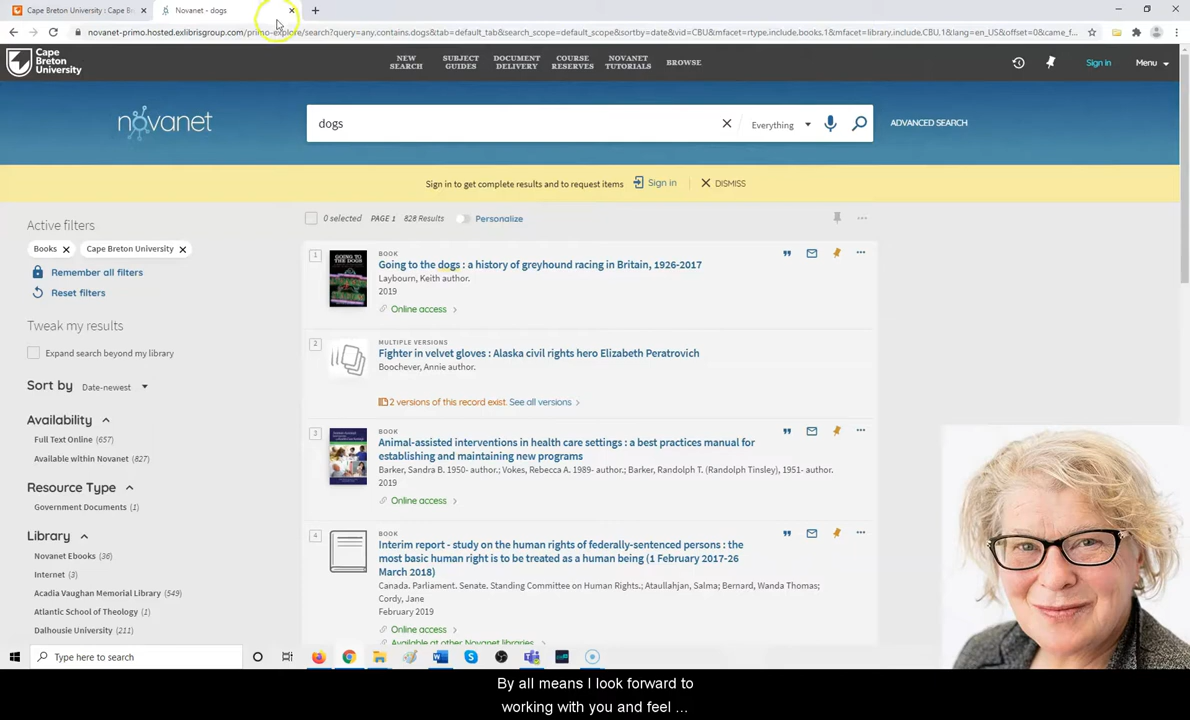 Cape Breton University : Cape B
Novanet - dogs
novanet-primo.hosted.exlibrisgroup.com/primo-explore/search?query=any,contains,dogs&tab=default_tab&search_scope=default_scope&sortby=date&vid=CBU&mfacet=rtype,include,books,1&mfacet=library,include,CBU,1&lang=en_US&offset=0&came_f...
Cape Breton University
NEW SEARCH
SUBJECT GUIDES
DOCUMENT DELIVERY
COURSE RESERVES
NOVANET TUTORIALS
BROWSE
Sign in
Menu
novanet
dogs
Everything
ADVANCED SEARCH
Sign in to get complete results and to request items
Sign in
DISMISS
Active filters
Books
Cape Breton University
Remember all filters
Reset filters
Tweak my results
Expand search beyond my library
Sort by Date-newest
Availability
Full Text Online (657)
Available within Novanet (827)
Resource Type
Government Documents (1)
Library
Novanet Ebooks (36)
Internet (3)
Acadia Vaughan Memorial Library (549)
Atlantic School of Theology (1)
Dalhousie University (211)
0 selected PAGE 1 828 Results Personalize
1
GOING TO THE DOGS
BOOK
Going to the dogs : a history of greyhound racing in Britain, 1926-2017
Laybourn, Keith author.
2019
Online access
2
MULTIPLE VERSIONS
Fighter in velvet gloves : Alaska civil rights hero Elizabeth Peratrovich
Boochever, Annie author.
2 versions of this record exist. See all versions
3
BOOK
Animal-assisted interventions in health care settings : a best practices manual for
establishing and maintaining new programs
Barker, Sandra B. 1950- author.; Vokes, Rebecca A. 1989- author.; Barker, Randolph T. (Randolph Tinsley), 1951- author.
2019
Online access
4
BOOK
Interim report - study on the human rights of federally-sentenced persons : the
most basic human right is to be treated as a human being (1 February 2017-26
March 2018)
Canada. Parliament. Senate. Standing Committee on Human Rights.; Ataullahjan, Salma; Bernard, Wanda Thomas;
Cordy, Jane
February 2019
Online access
Available at other Novanet libraries
Type here to search
By all means I look forward to
working with you and feel ...